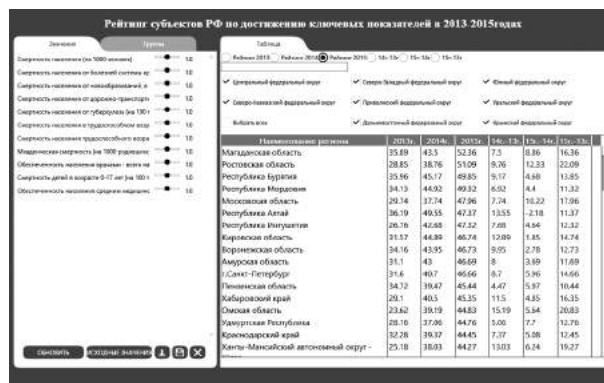 Рейтинг субъектов РФ по достижению ключевых показателей в 2013-2015годах
Значения Группы
Смертность населения (на 1000 человек) 1.0
Смертность населения от болезней системы кр 1.0
Смертность населения от новообразований, в 1.0
Смертность населения от дорожно-транспортн 1.0
Смертность населения от туберкулеза (на 100 т 1.0
Смертность населения в трудоспособном возр 1.0
Смертность населения трудоспособного возра 1.0
Младенческая смертность (на 1000 родившихс 1.0
Обеспеченность населения врачами - всего на 1.0
Смертность детей в возрасте 0-17 лет (на 100 т 1.0
Обеспеченность населения средним медицинс 1.0
ОБНОВИТЬ ИСХОДНЫЕ ЗНАЧЕНИЯ
Таблица
Рейтинг 2013г. Рейтинг 2014г. Рейтинг 2015г. 14г-13г. 15г-14г. 15г-13г.
Центральный федеральный округ Северо-Западный федеральный округ Южный федеральный округ
Северо-Кавказский федеральный округ Приволжский федеральный округ Уральский федеральный округ
Выбрать всех Дальневосточный федеральный округ Крымский федеральный округ
Наименование региона 2013г. 2014г. 2015г. 14г.-13г. 15г.-14г. 15г.-13г.
Магаданская область 35.89 43.5 52.36 7.5 8.86 16.36
Ростовская область 28.85 38.76 51.09 9.76 12.33 22.09
Республика Бурятия 35.96 45.17 49.85 9.17 4.68 13.85
Республика Мордовия 34.13 44.92 49.32 6.92 4.4 11.32
Московская область 29.14 37.74 47.96 7.74 10.22 17.96
Республика Алтай 36.19 49.55 47.37 13.55 -2.18 11.37
Республика Ингушетия 26.16 42.68 47.32 7.68 4.64 12.32
Кировская область 31.57 44.89 46.74 12.89 1.85 14.74
Воронежская область 34.16 43.95 46.73 9.95 2.78 12.73
Амурская область 31.1 43 46.69 8 3.69 11.69
г.Санкт-Петербург 31.6 40.7 46.66 8.7 5.96 14.66
Пензенская область 34.72 39.47 45.44 4.47 5.97 10.44
Хабаровский край 29.1 40.5 45.35 11.5 4.85 16.35
Омская область 23.62 39.19 44.83 15.19 5.64 20.83
Удмуртская Республика 28.16 37.06 44.76 5.06 7.7 12.76
Краснодарский край 32.28 39.37 44.45 7.37 5.08 12.45
Ханты-Мансийский автономный округ - 25.18 38.03 44.27 13.03 6.24 19.27